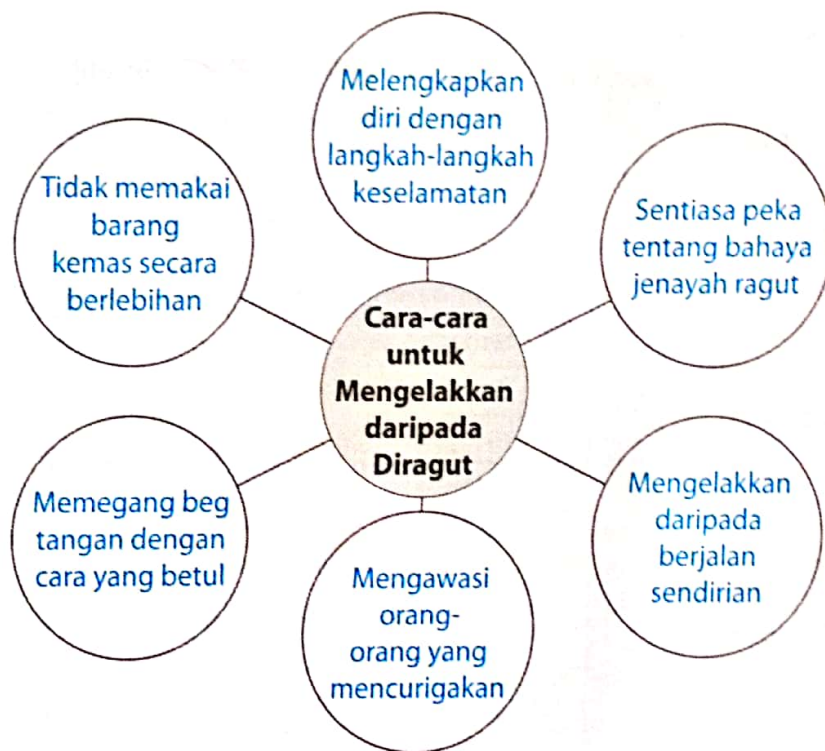 Melengkapkan
diri dengan
langkah-langkah
keselamatan
Tidak memakai
barang
kemas secara
berlebihan
Sentiasa peka
tentang bahaya
jenayah ragut
Cara-cara
untuk
Mengelakkan
daripada
Diragut
Memegang beg
tangan dengan
cara yang betul
Mengelakkan
daripada
berjalan
sendirian
Mengawasi
orang-
orang yang
mencurigakan